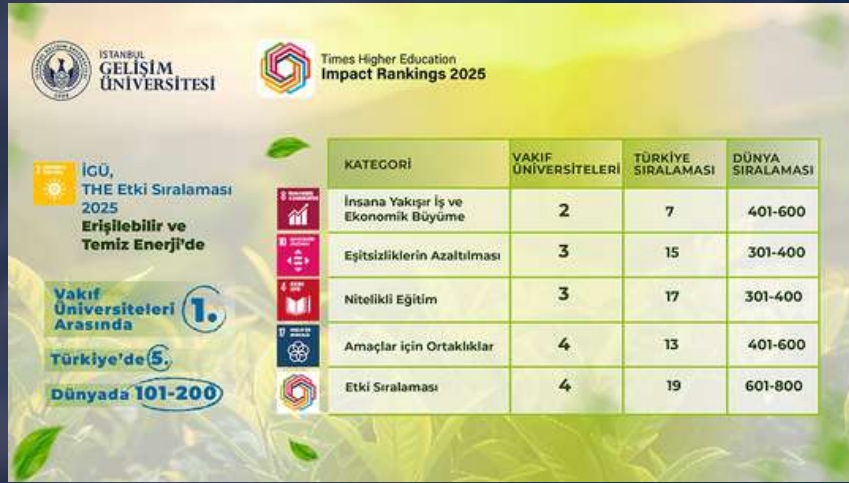 İSTANBUL
GELİŞİM
ÜNİVERSİTESİ
Times Higher Education
Impact Rankings 2025
İGÜ,
THE Etki Sıralaması
2025
Erişilebilir ve
Temiz Enerji’de
Vakıf
Üniversiteleri 1.
Arasında
Türkiye’de 5.
Dünyada 101-200
KATEGORİ
VAKIF
ÜNİVERSİTELERİ
TÜRKİYE
SIRALAMASI
DÜNYA
SIRALAMASI
8
İnsana Yakışır İş ve
Ekonomik Büyüme
2
7
401-600
10
Eşitsizliklerin Azaltılması
3
15
301-400
4
Nitelikli Eğitim
3
17
301-400
17
Amaçlar için Ortaklıklar
4
13
401-600
Etki Sıralaması
4
19
601-800